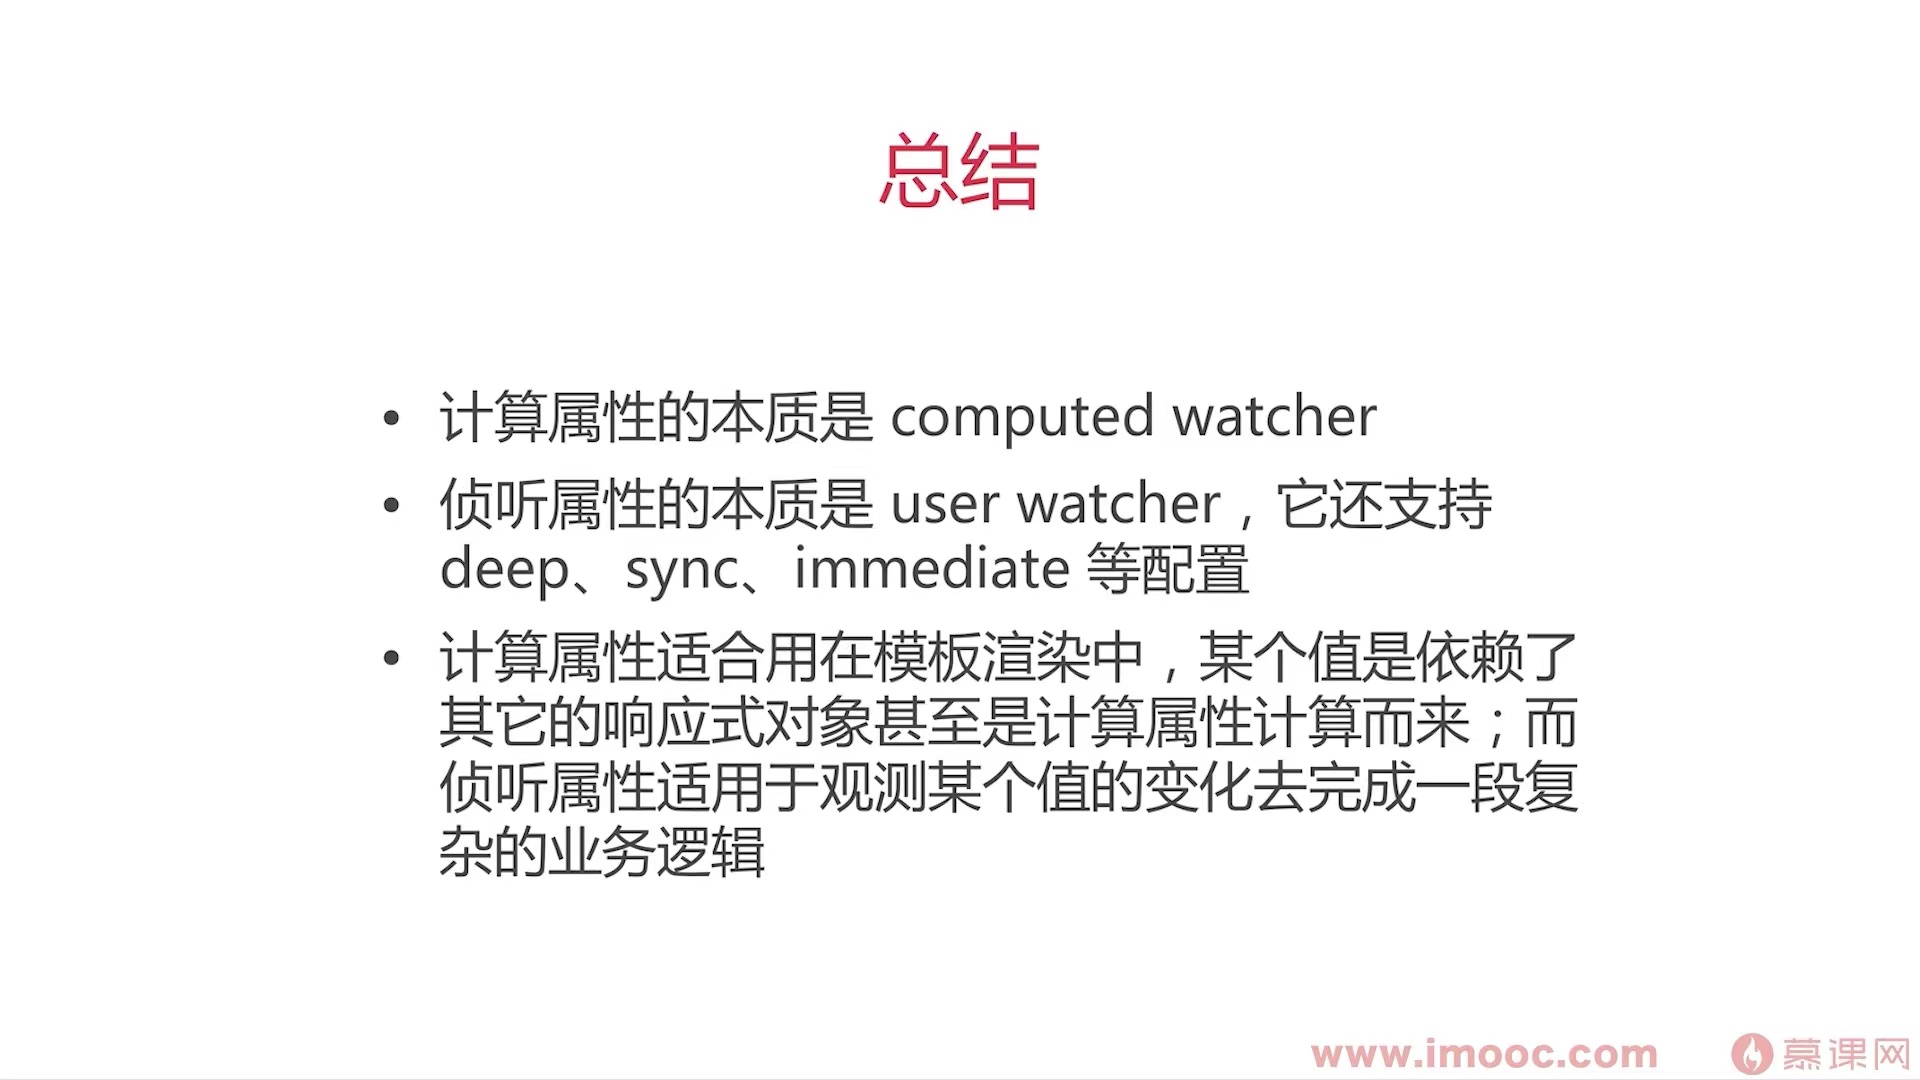 总结
• 计算属性的本质是 computed watcher
• 侦听属性的本质是 user watcher，它还支持
deep、sync、immediate 等配置
• 计算属性适合用在模板渲染中，某个值是依赖了
其它的响应式对象甚至是计算属性计算而来；而
侦听属性适用于观测某个值的变化去完成一段复
杂的业务逻辑
www.imooc.com 慕课网